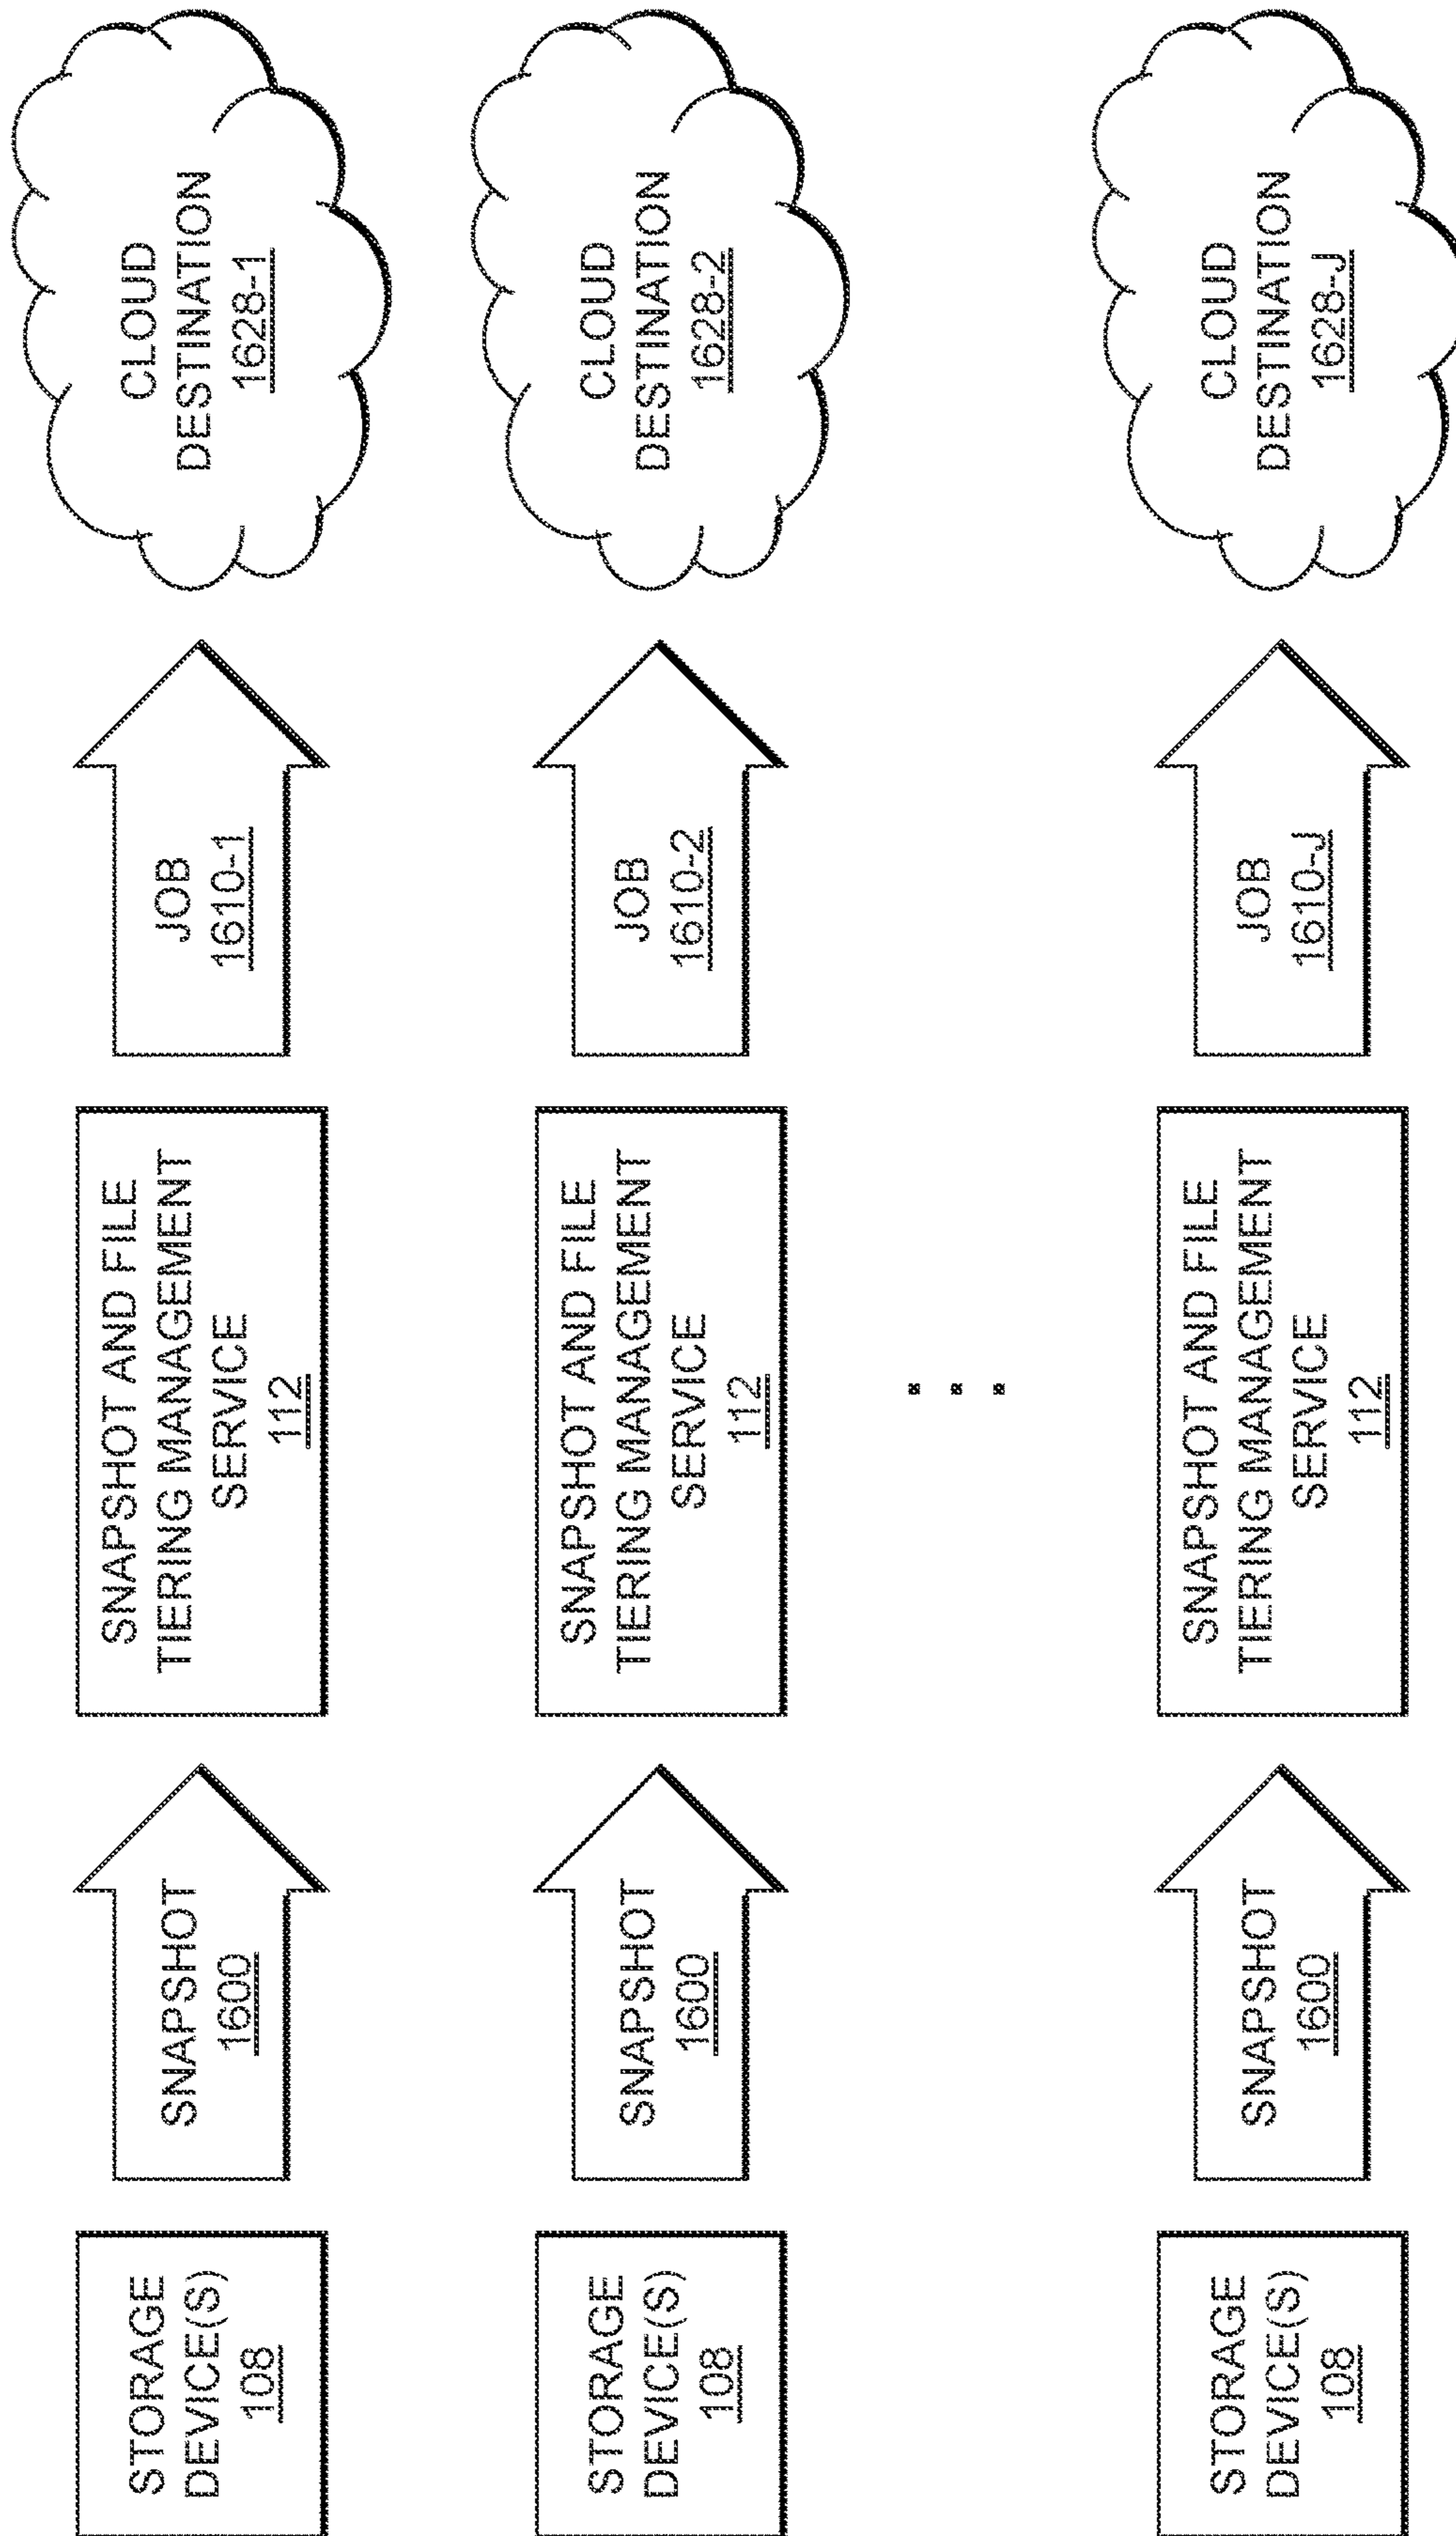 STORAGE
DEVICE(S)
108
SNAPSHOT
1600
SNAPSHOT AND FILE
TIERING MANAGEMENT
SERVICE
112
JOB
1610-1
CLOUD
DESTINATION
1628-1
STORAGE
DEVICE(S)
108
SNAPSHOT
1600
SNAPSHOT AND FILE
TIERING MANAGEMENT
SERVICE
112
JOB
1610-2
CLOUD
DESTINATION
1628-2
STORAGE
DEVICE(S)
108
SNAPSHOT
1600
SNAPSHOT AND FILE
TIERING MANAGEMENT
SERVICE
112
JOB
1610-J
CLOUD
DESTINATION
1628-J